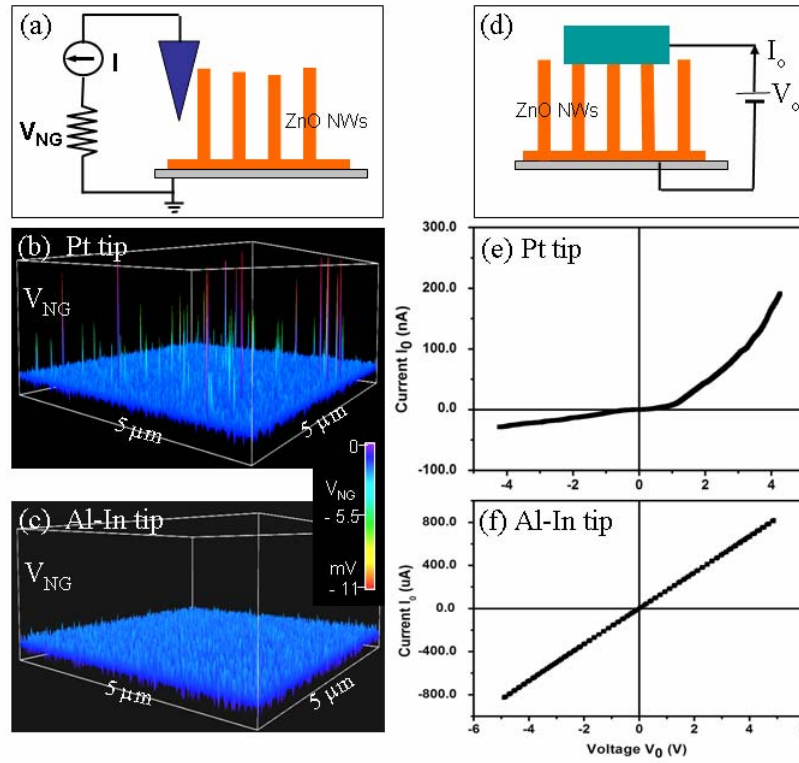 (a)
I
V_NG
ZnO NWs
(b) Pt tip
V_NG
5 μm
5 μm
0
V_NG
- 5.5
mV
- 11
(c) Al-In tip
V_NG
5 μm
5 μm
(d)
I_o
V_o
ZnO NWs
(e) Pt tip
Current I_0 (nA)
300.0
200.0
100.0
0.0
-100.0
-4 -2 0 2 4
(f) Al-In tip
Current I_0 (uA)
800.0
400.0
0.0
-400.0
-800.0
-6 -4 -2 0 2 4 6
Voltage V_0 (V)